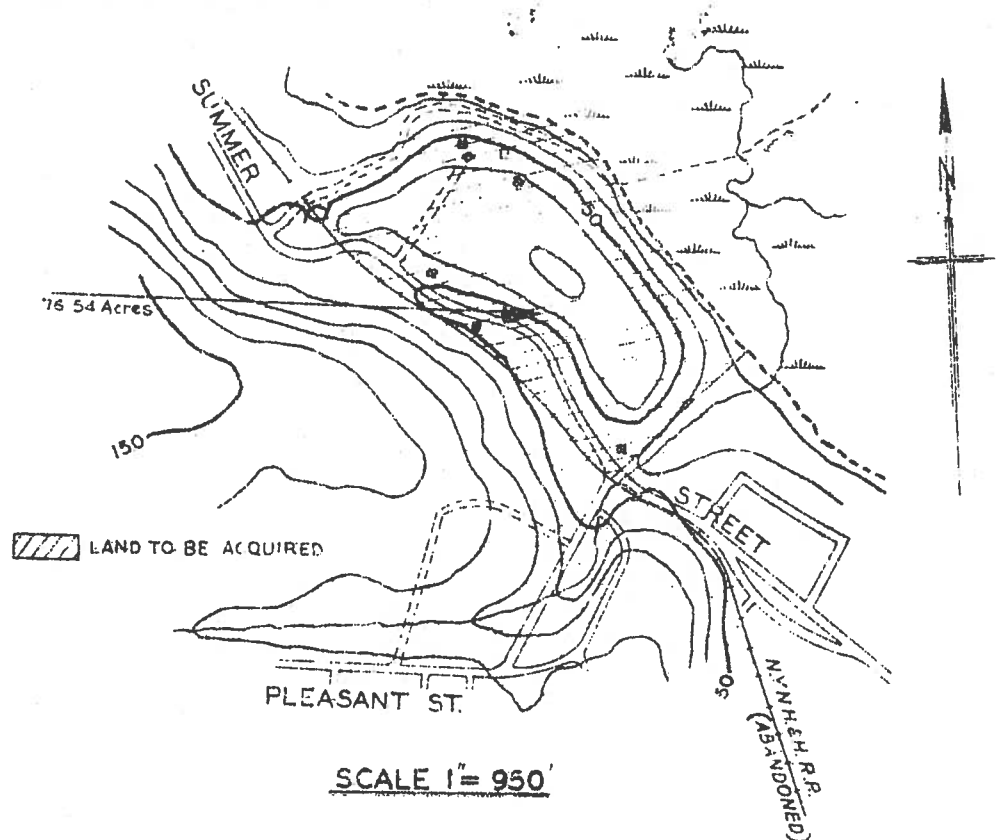 SUMMER
N
50
76 54 Acres
150
STREET
LAND TO BE ACQUIRED
PLEASANT ST.
50
N.Y.N.H.& H. R.R.
(ABANDONED)
SCALE 1"= 950'